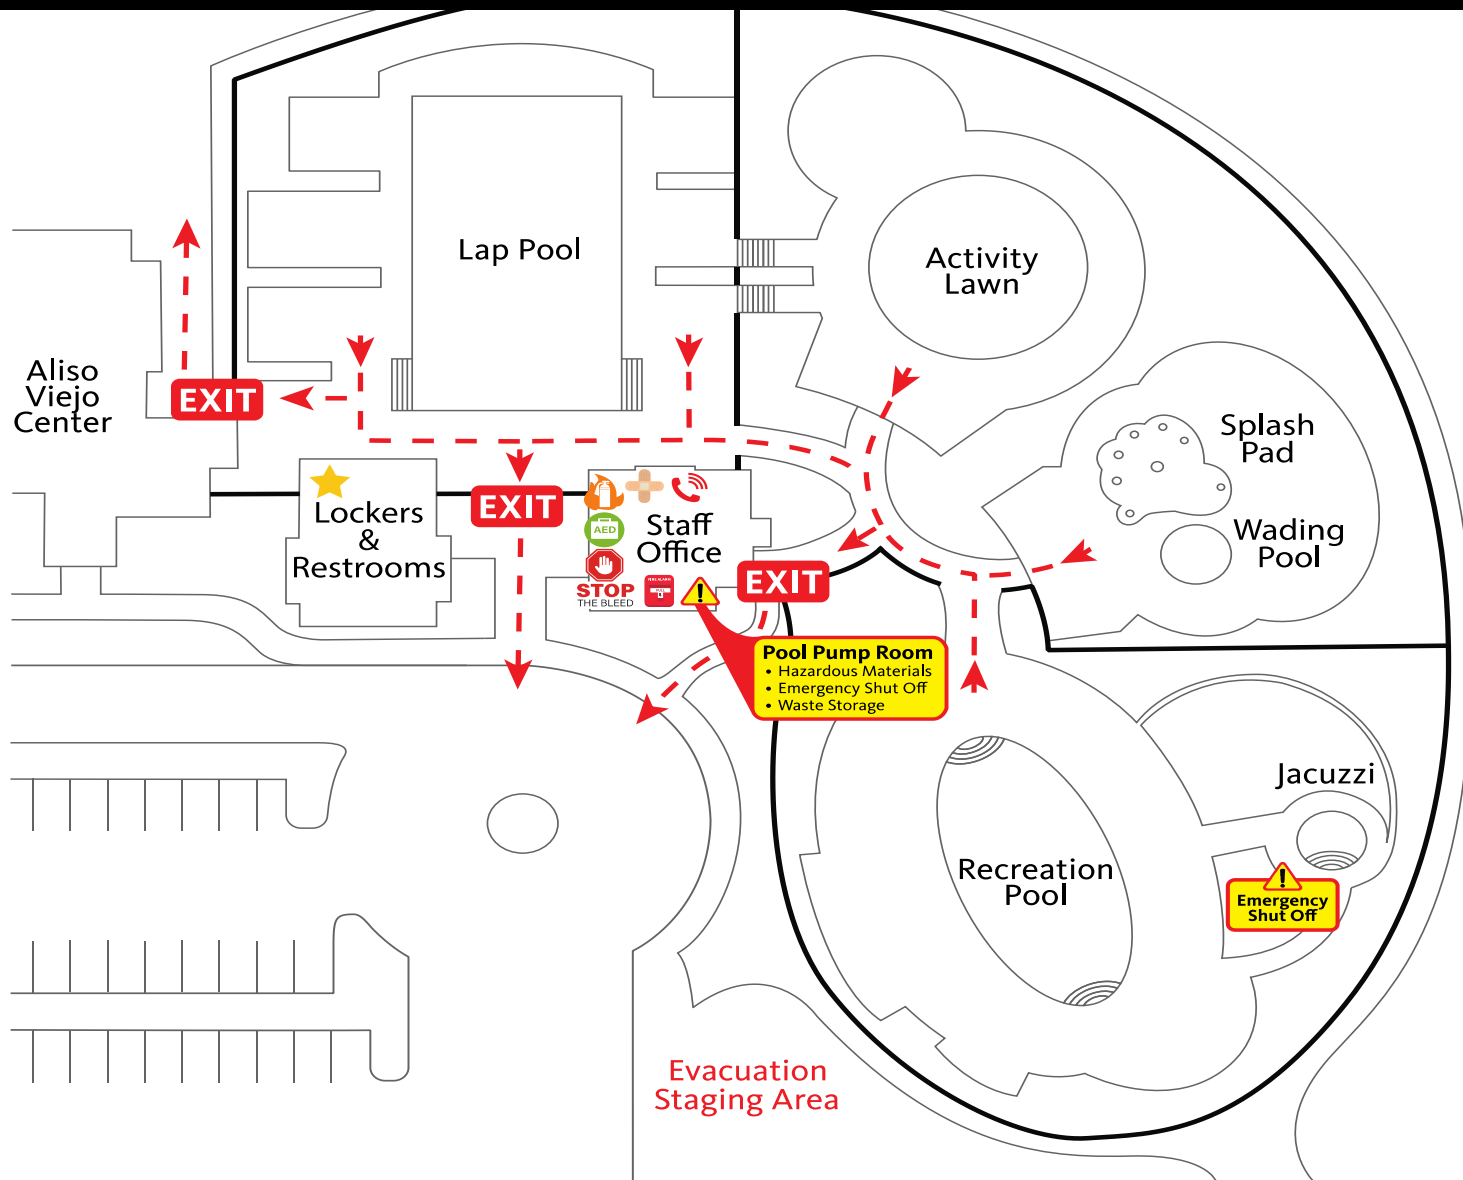 Lap Pool
Activity
Lawn
Aliso
Viejo
Center
EXIT
Splash
Pad
Wading
Pool
Lockers
&
Restrooms
EXIT
AED
Staff
Office
STOP
THE BLEED
EXIT
Pool Pump Room
• Hazardous Materials
• Emergency Shut Off
• Waste Storage
Jacuzzi
Recreation
Pool
Emergency
Shut Off
Evacuation
Staging Area